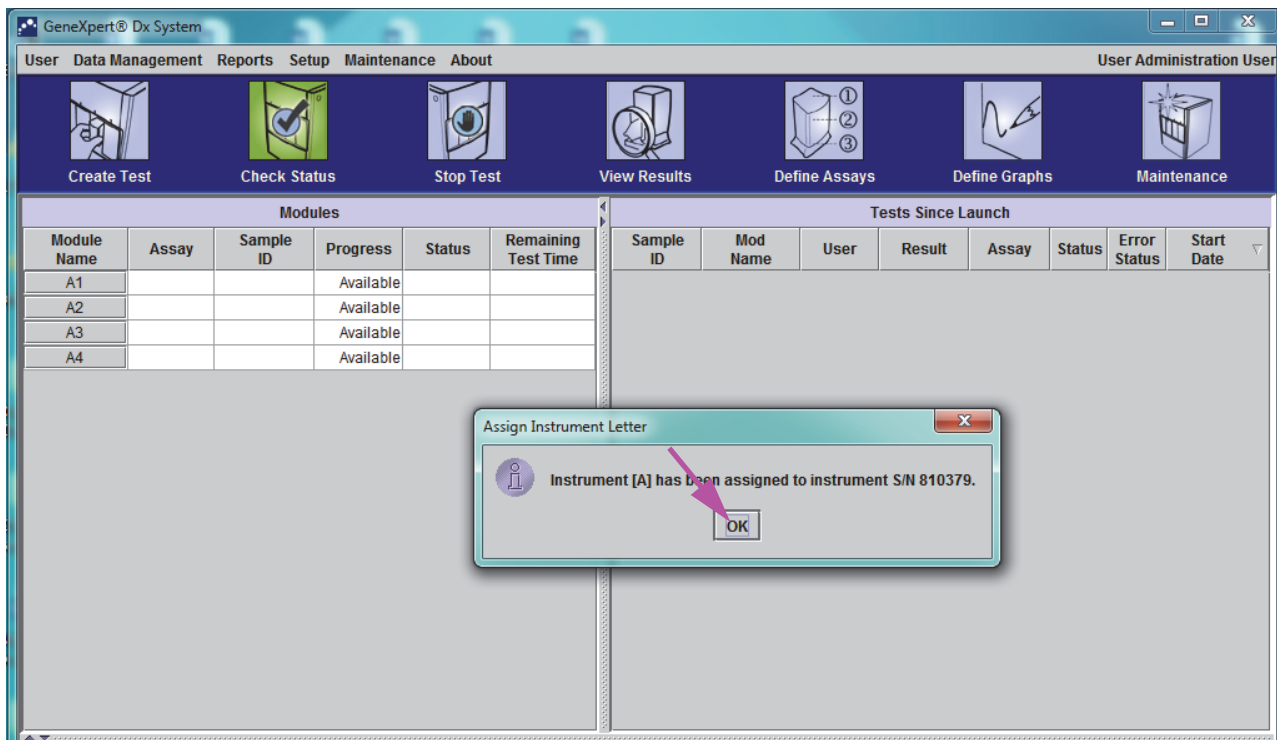 GeneXpert® Dx System
User Data Management Reports Setup Maintenance About User Administration User
Create Test Check Status Stop Test View Results Define Assays Define Graphs Maintenance
①
②
③
Modules
Module Name Assay Sample ID Progress Status Remaining Test Time
A1 Available
A2 Available
A3 Available
A4 Available
Tests Since Launch
Sample ID Mod Name User Result Assay Status Error Status Start Date
Assign Instrument Letter
Instrument [A] has been assigned to instrument S/N 810379.
OK